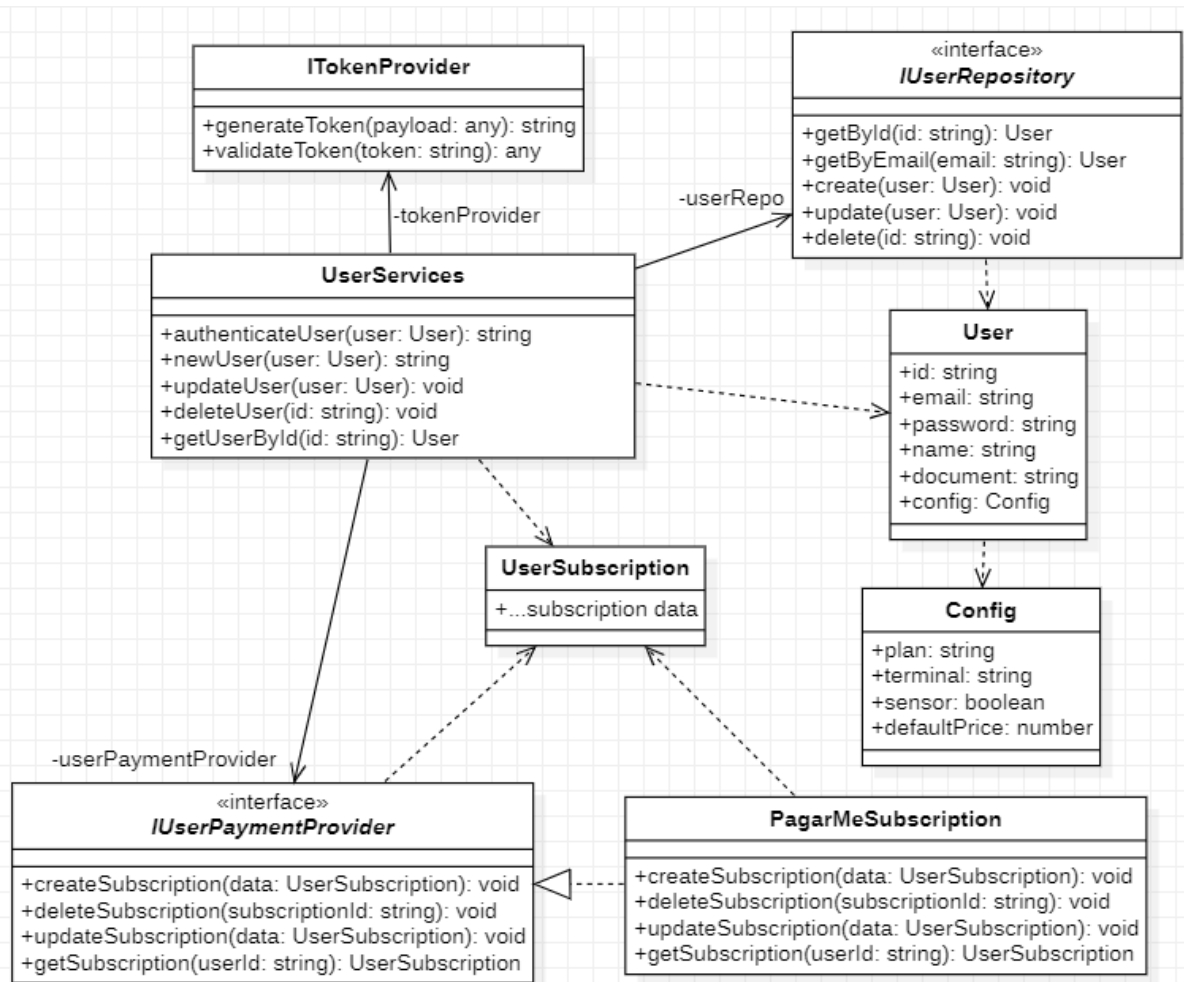 ITokenProvider
+generateToken(payload: any): string
+validateToken(token: string): any
«interface»
IUserRepository
+getById(id: string): User
+getByEmail(email: string): User
+create(user: User): void
+update(user: User): void
+delete(id: string): void
-userRepo
-tokenProvider
UserServices
+authenticateUser(user: User): string
+newUser(user: User): string
+updateUser(user: User): void
+deleteUser(id: string): void
+getUserById(id: string): User
User
+id: string
+email: string
+password: string
+name: string
+document: string
+config: Config
UserSubscription
+...subscription data
Config
+plan: string
+terminal: string
+sensor: boolean
+defaultPrice: number
-userPaymentProvider
«interface»
IUserPaymentProvider
+createSubscription(data: UserSubscription): void
+deleteSubscription(subscriptionId: string): void
+updateSubscription(data: UserSubscription): void
+getSubscription(userId: string): UserSubscription
PagarMeSubscription
+createSubscription(data: UserSubscription): void
+deleteSubscription(subscriptionId: string): void
+updateSubscription(data: UserSubscription): void
+getSubscription(userId: string): UserSubscription